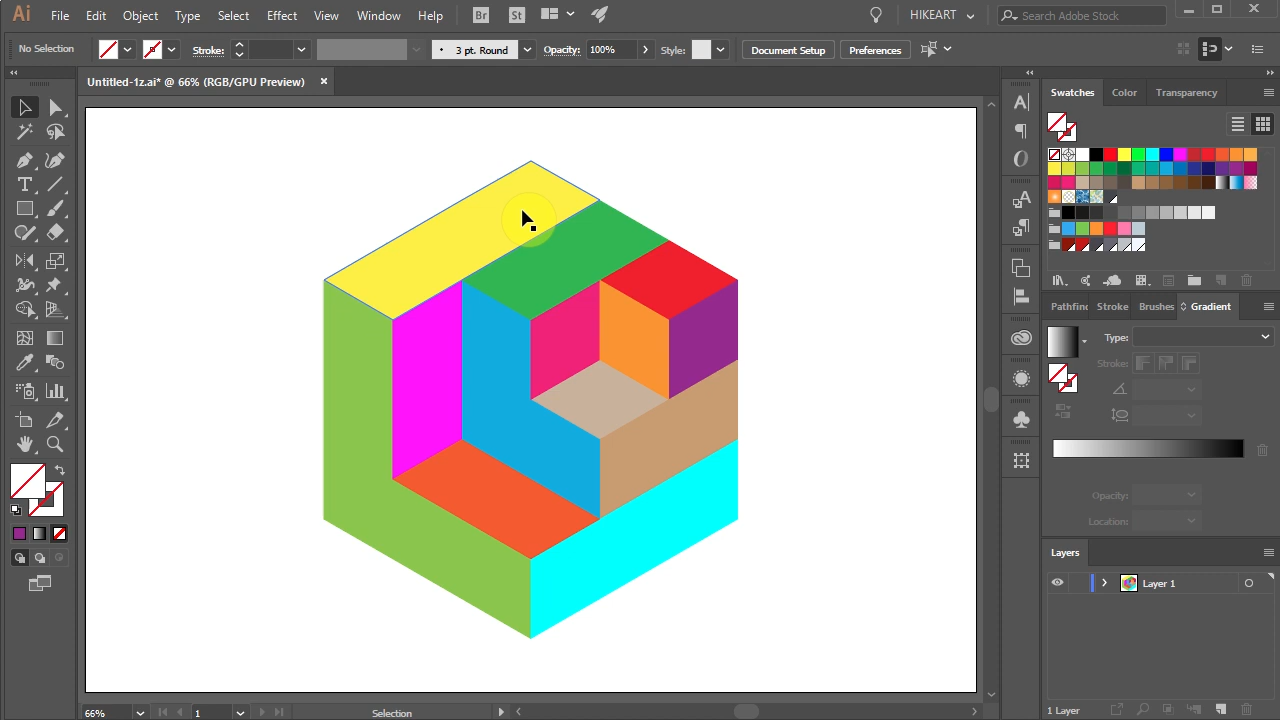 Ai File Edit Object Type Select Effect View Window Help Br St HIKEART Search Adobe Stock
No Selection Stroke: 3 pt. Round Opacity: 100% Style: Document Setup Preferences
Untitled-1z.ai* @ 66% (RGB/GPU Preview)
Swatches Color Transparency
Pathfin Stroke Brushes Gradient
Type:
Stroke:
Opacity:
Location:
Layers
Layer 1
1 Layer
66% 1 Selection